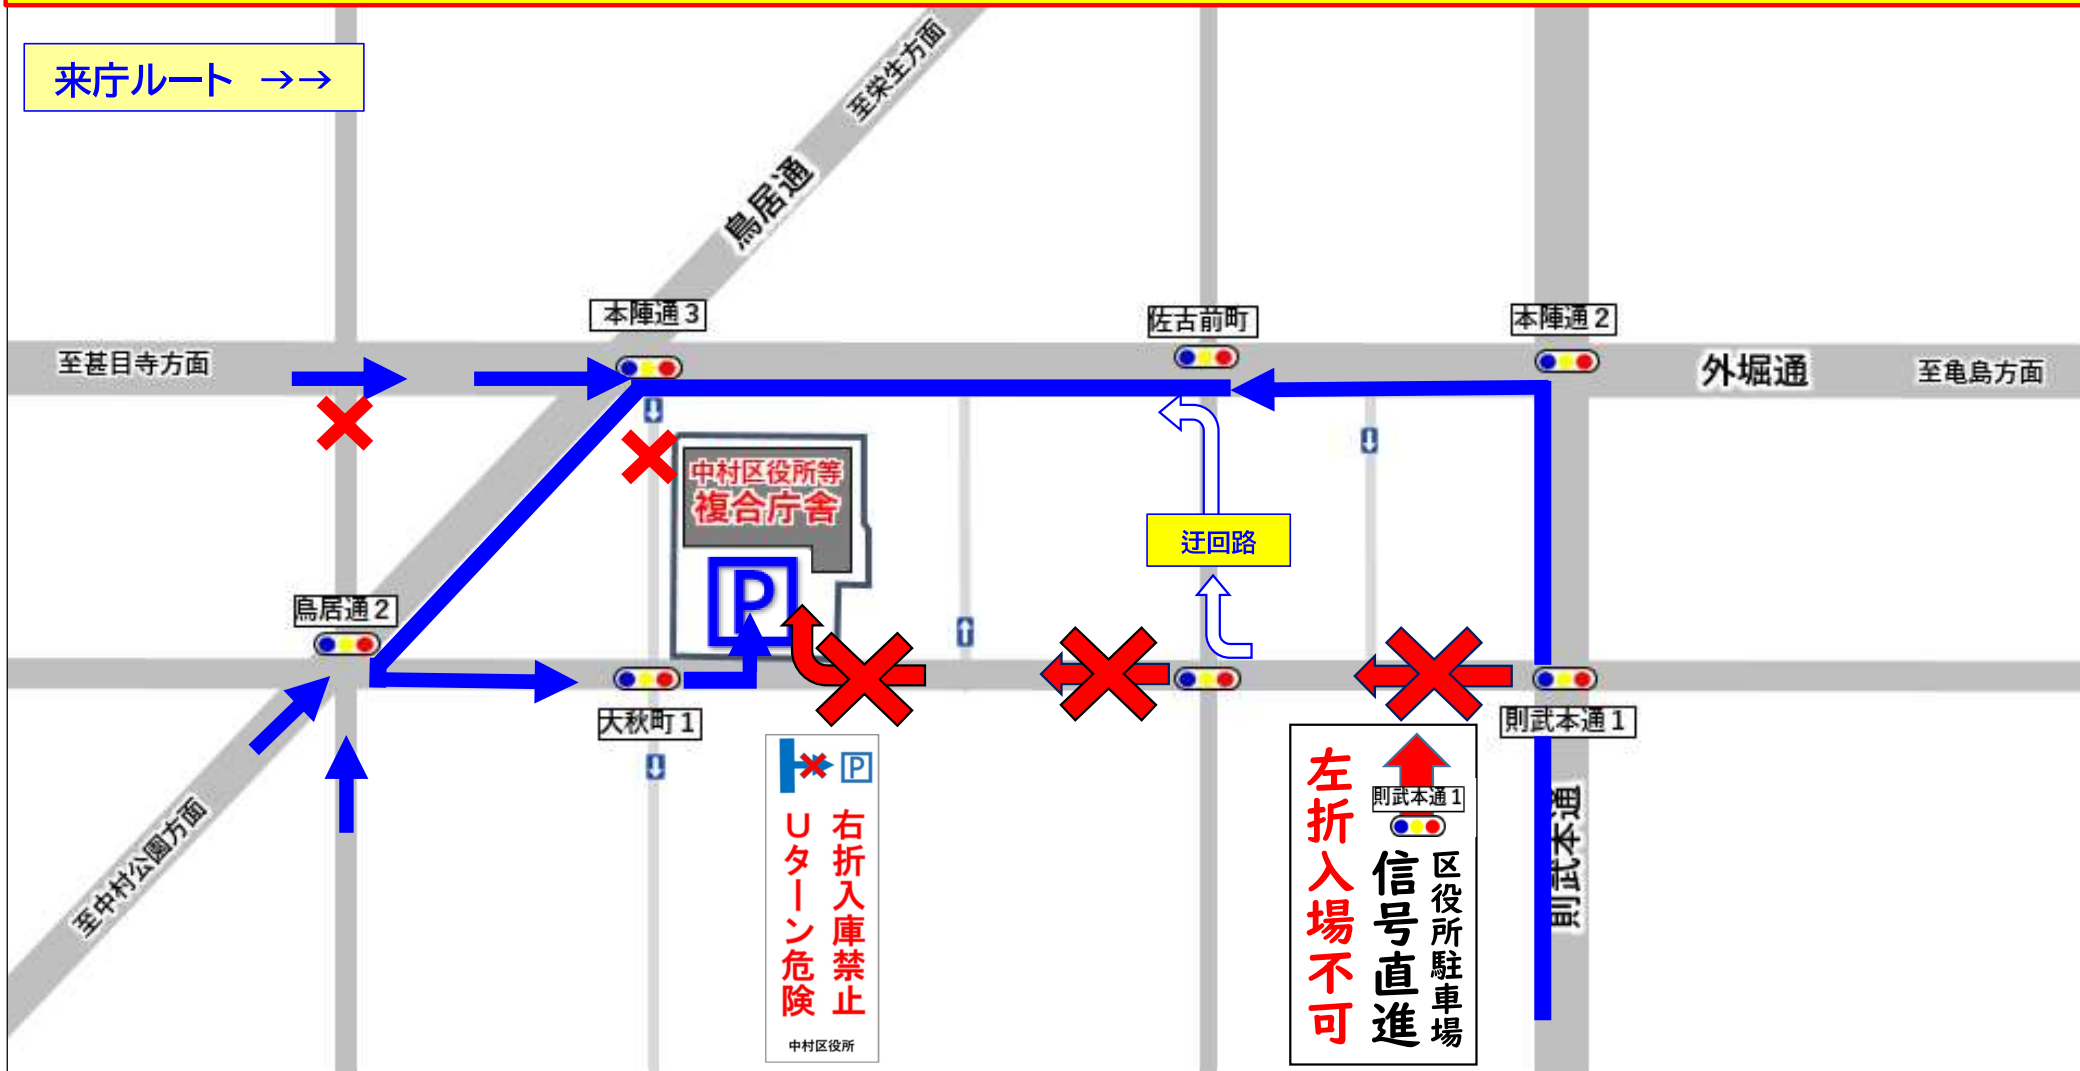 来庁ルート →→
至栄生方面
鳥居通
本陣通3
佐古前町
本陣通2
至甚目寺方面
外堀通
至亀島方面
中村区役所等
複合庁舎
P
迂回路
鳥居通2
大秋町1
則武本通1
至中村公園方面
P
右折入庫禁止
Uターン危険
中村区役所
則武本通1
区役所駐車場
信号直進
左折入場不可
則武本通